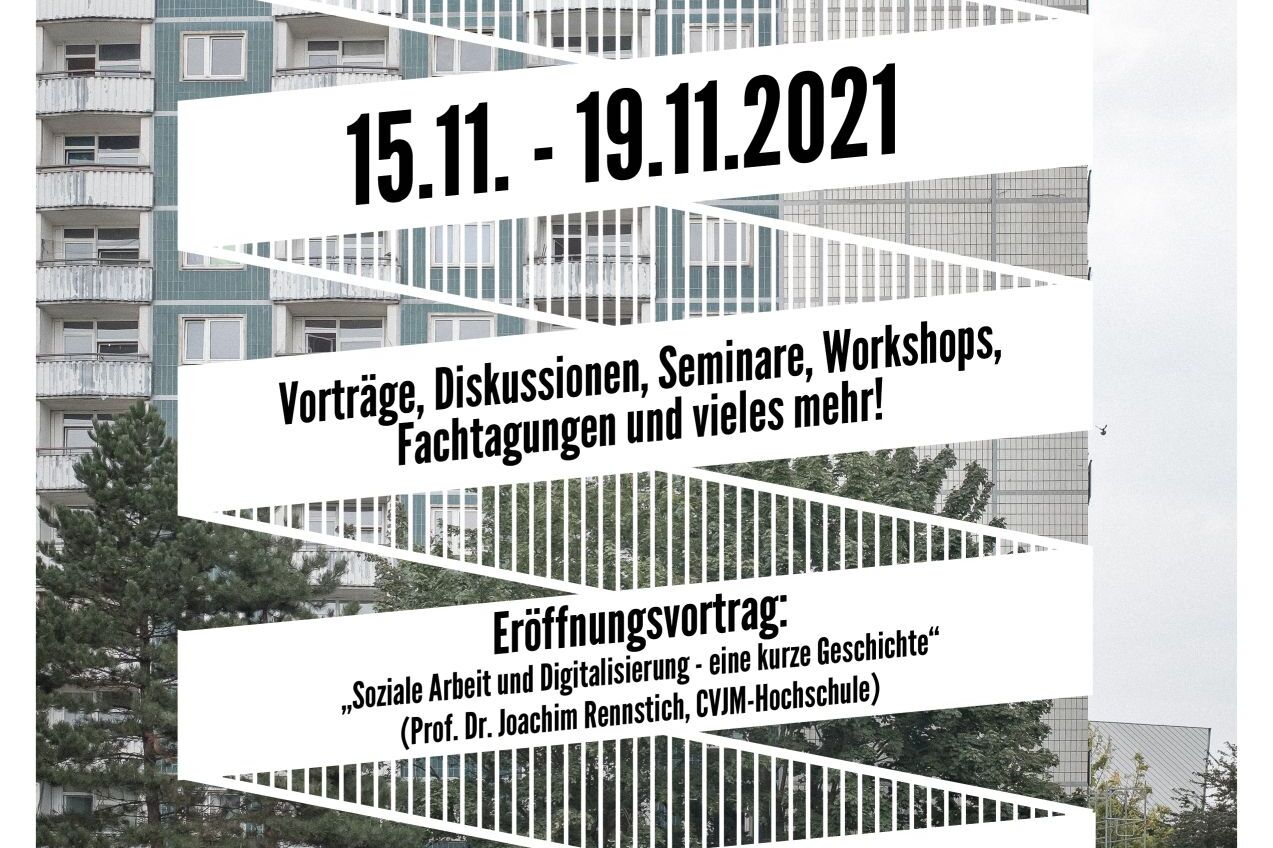 15.11. - 19.11.2021
Vorträge, Diskussionen, Seminare, Workshops,
Fachtagungen und vieles mehr!
Eröffnungsvortrag:
„Soziale Arbeit und Digitalisierung - eine kurze Geschichte“
(Prof. Dr. Joachim Rennstich, CVJM-Hochschule)